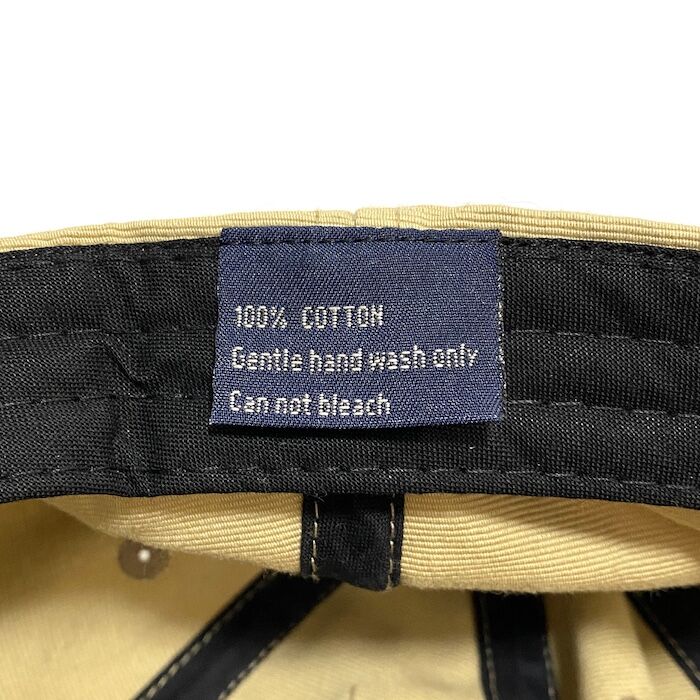 100% COTTON
Gentle hand wash only
Can not bleach